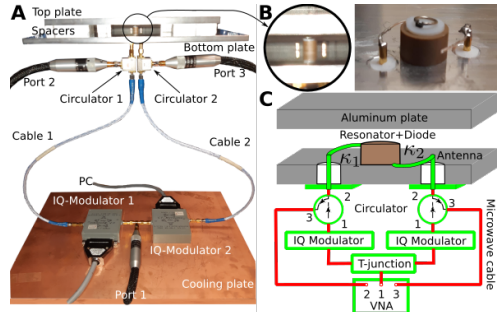 A
Top plate
Spacers
Bottom plate
Port 2
Port 3
Circulator 1
Circulator 2
Cable 1
Cable 2
PC
IQ-Modulator 1
IQ-Modulator 2
Port 1
Cooling plate
B
C
Aluminum plate
Resonator+Diode
κ1
κ2
Antenna
2
2
Circulator
3
3
1
1
IQ Modulator
IQ Modulator
T-junction
2 1 3
VNA
Microwave cable